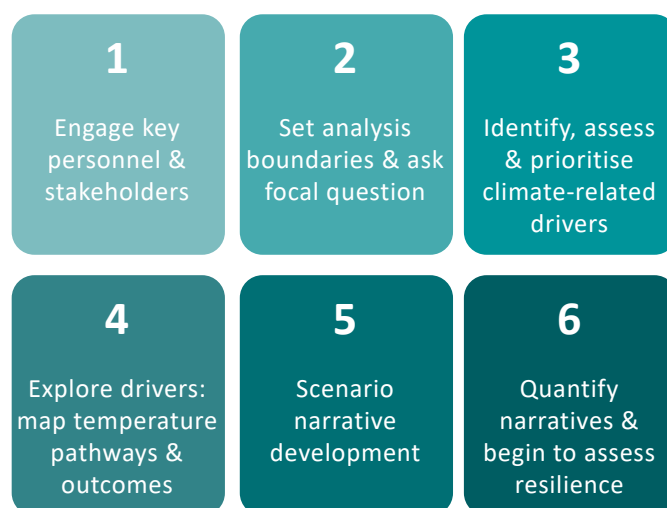 1
Engage key
personnel &
stakeholders
2
Set analysis
boundaries & ask
focal question
3
Identify, assess
& prioritise
climate-related
drivers
4
Explore drivers:
map temperature
pathways &
outcomes
5
Scenario
narrative
development
6
Quantify
narratives &
begin to assess
resilience